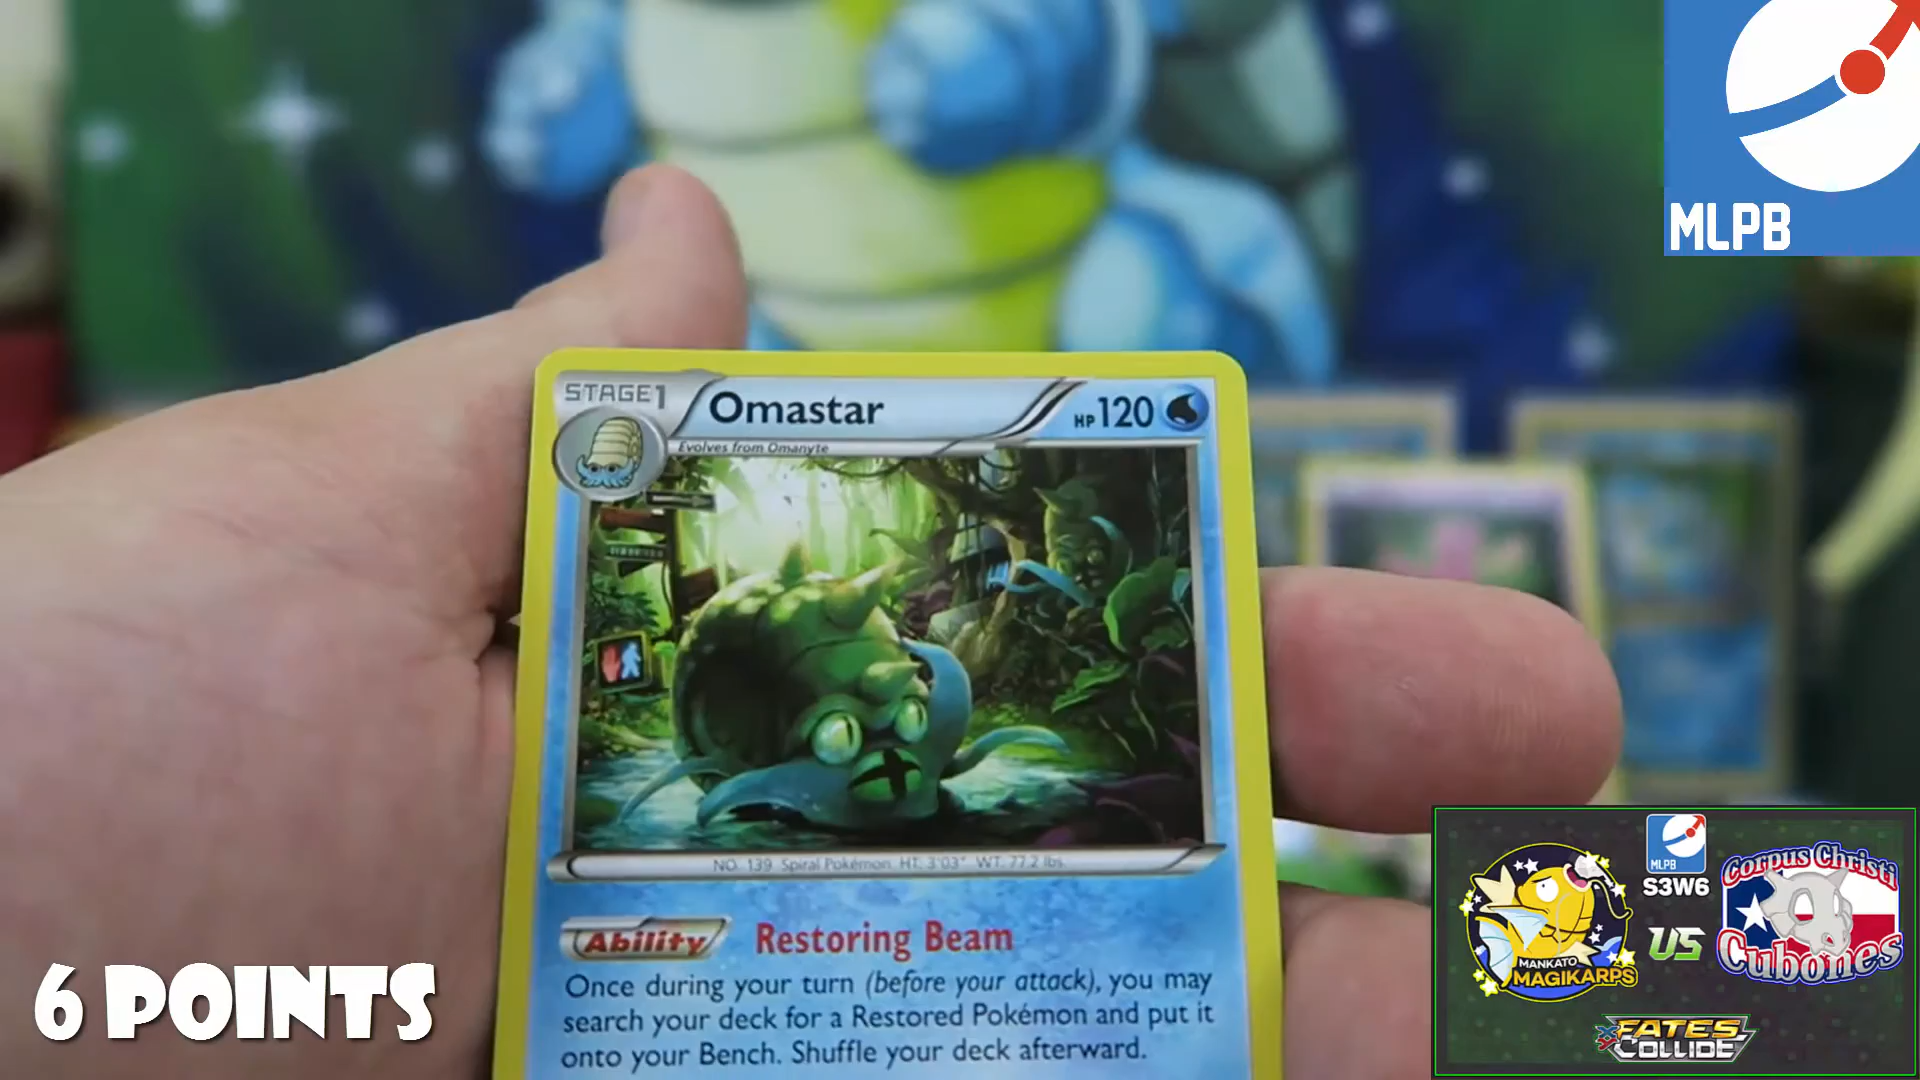 MLPB
STAGE1
Omastar
HP120
Evolves from Omanyte
NO. 139 Spiral Pokémon HT: 3'03" WT: 77.2 lbs.
Ability Restoring Beam
Once during your turn (before your attack), you may
search your deck for a Restored Pokémon and put it
onto your Bench. Shuffle your deck afterward.
6 POINTS
MLPB
S3W6
MANKATO
MAGIKARPS
VS
Corpus Christi
Cubones
XY
FATES
COLLIDE